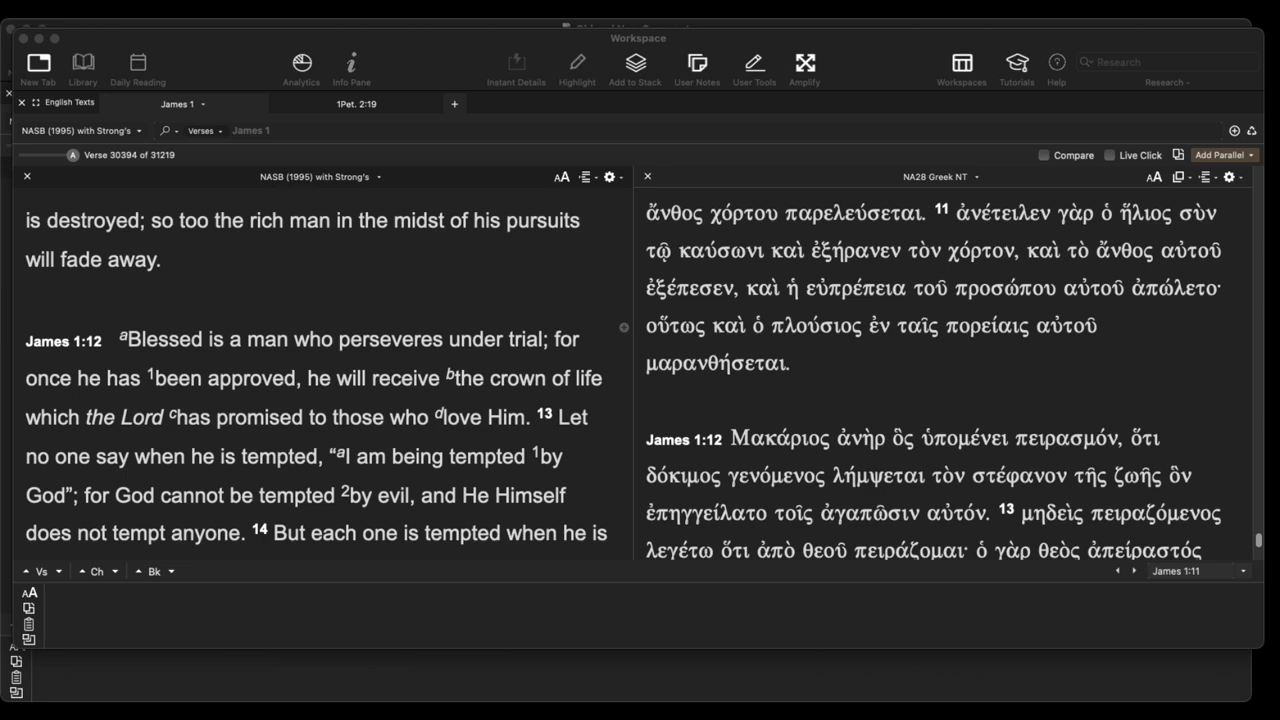 Workspace
New Tab Library Daily Reading Analytics Info Pane Instant Details Highlight Add to Stack User Notes User Tools Amplify Workspaces Tutorials Help Research
Research
English Texts James 1 1Pet. 2:19 +
NASB (1995) with Strong's Verses James 1
A Verse 30394 of 31219 Compare Live Click Add Parallel
NASB (1995) with Strong's AA
is destroyed; so too the rich man in the midst of his pursuits
will fade away.
James 1:12 aBlessed is a man who perseveres under trial; for
once he has 1been approved, he will receive bthe crown of life
which the Lord chas promised to those who dlove Him. 13 Let
no one say when he is tempted, “aI am being tempted 1by
God”; for God cannot be tempted 2by evil, and He Himself
does not tempt anyone. 14 But each one is tempted when he is
NA28 Greek NT AA
ἄνθος χόρτου παρελεύσεται. 11 ἀνέτειλεν γὰρ ὁ ἥλιος σὺν
τῷ καύσωνι καὶ ἐξήρανεν τὸν χόρτον, καὶ τὸ ἄνθος αὐτοῦ
ἐξέπεσεν, καὶ ἡ εὐπρέπεια τοῦ προσώπου αὐτοῦ ἀπώλετο·
οὕτως καὶ ὁ πλούσιος ἐν ταῖς πορείαις αὐτοῦ
μαρανθήσεται.
James 1:12 Μακάριος ἀνὴρ ὃς ὑπομένει πειρασμόν, ὅτι
δόκιμος γενόμενος λήμψεται τὸν στέφανον τῆς ζωῆς ὃν
ἐπηγγείλατο τοῖς ἀγαπῶσιν αὐτόν. 13 μηδεὶς πειραζόμενος
λεγέτω ὅτι ἀπὸ θεοῦ πειράζομαι· ὁ γὰρ θεὸς ἀπείραστός
Vs Ch Bk James 1:11
AA